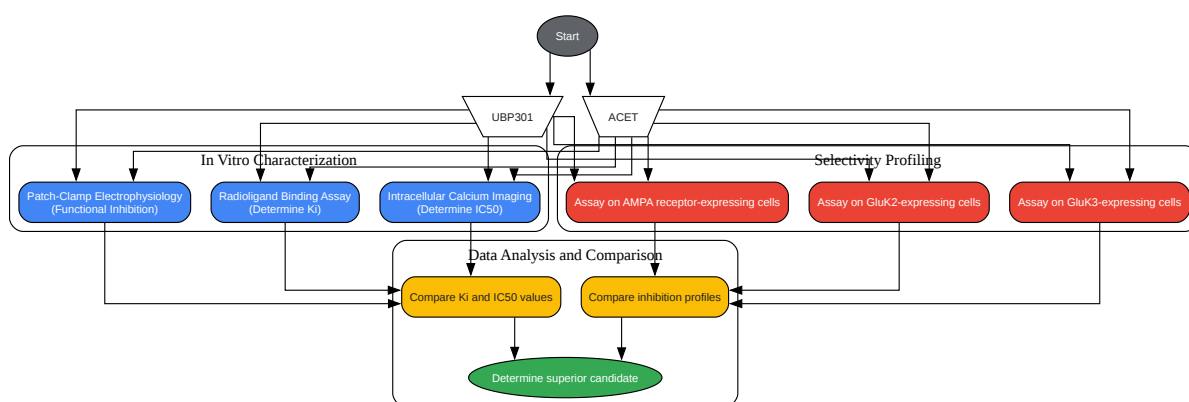 Start
UBP301
ACET
In Vitro Characterization
Selectivity Profiling
Patch-Clamp Electrophysiology
(Functional Inhibition)
Radioligand Binding Assay
(Determine Ki)
Intracellular Calcium Imaging
(Determine IC50)
Assay on AMPA receptor-expressing cells
Assay on GluK2-expressing cells
Assay on GluK3-expressing cells
Data Analysis and Comparison
Compare Ki and IC50 values
Compare inhibition profiles
Determine superior candidate